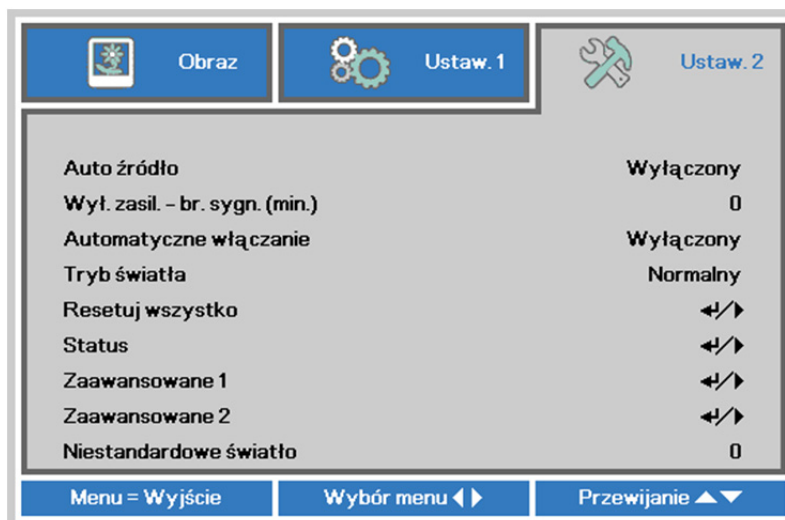 Obraz
Ustaw. 1
Ustaw. 2
Auto źródło Wyłączony
Wył. zasil. – br. sygn. (min.) 0
Automatyczne włączanie Wyłączony
Tryb światła Normalny
Resetuj wszystko ↵/▶
Status ↵/▶
Zaawansowane 1 ↵/▶
Zaawansowane 2 ↵/▶
Niestandardowe światło 0
Menu = Wyjście
Wybór menu ◀ ▶
Przewijanie ▲▼